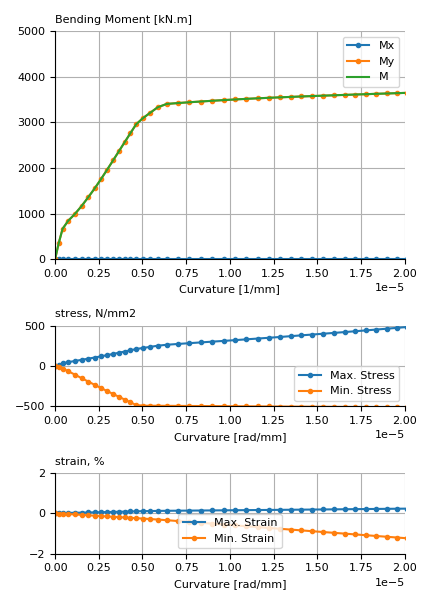 Bending Moment [kN.m]
5000
4000
3000
2000
1000
0
Mx
My
M
0.00 0.25 0.50 0.75 1.00 1.25 1.50 1.75 2.00
Curvature [1/mm]
1e−5
stress, N/mm2
500
0
−500
Max. Stress
Min. Stress
0.00 0.25 0.50 0.75 1.00 1.25 1.50 1.75 2.00
Curvature [rad/mm]
1e−5
strain, %
2
0
−2
Max. Strain
Min. Strain
0.00 0.25 0.50 0.75 1.00 1.25 1.50 1.75 2.00
Curvature [rad/mm]
1e−5